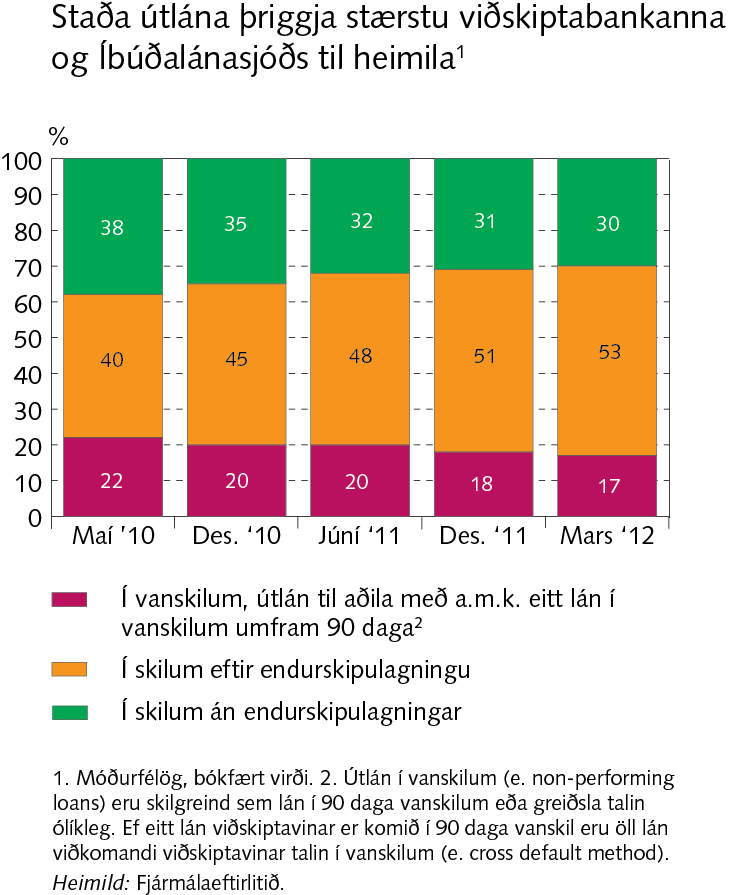 Staða útlána þriggja stærstu viðskiptabankanna
og Íbúðalánasjóðs til heimila¹
%
100
90
80
70
60
50
40
30
20
10
0
38 35 32 31 30
40 45 48 51 53
22 20 20 18 17
Maí ’10 Des. ‘10 Júní ‘11 Des. ‘11 Mars ‘12
Í vanskilum, útlán til aðila með a.m.k. eitt lán í
vanskilum umfram 90 daga²
Í skilum eftir endurskipulagningu
Í skilum án endurskipulagningar
1. Móðurfélög, bókfært virði. 2. Útlán í vanskilum (e. non-performing
loans) eru skilgreind sem lán í 90 daga vanskilum eða greiðsla talin
ólíkleg. Ef eitt lán viðskiptavinar er komið í 90 daga vanskil eru öll lán
viðkomandi viðskiptavinar talin í vanskilum (e. cross default method).
Heimild: Fjármálaeftirlitið.